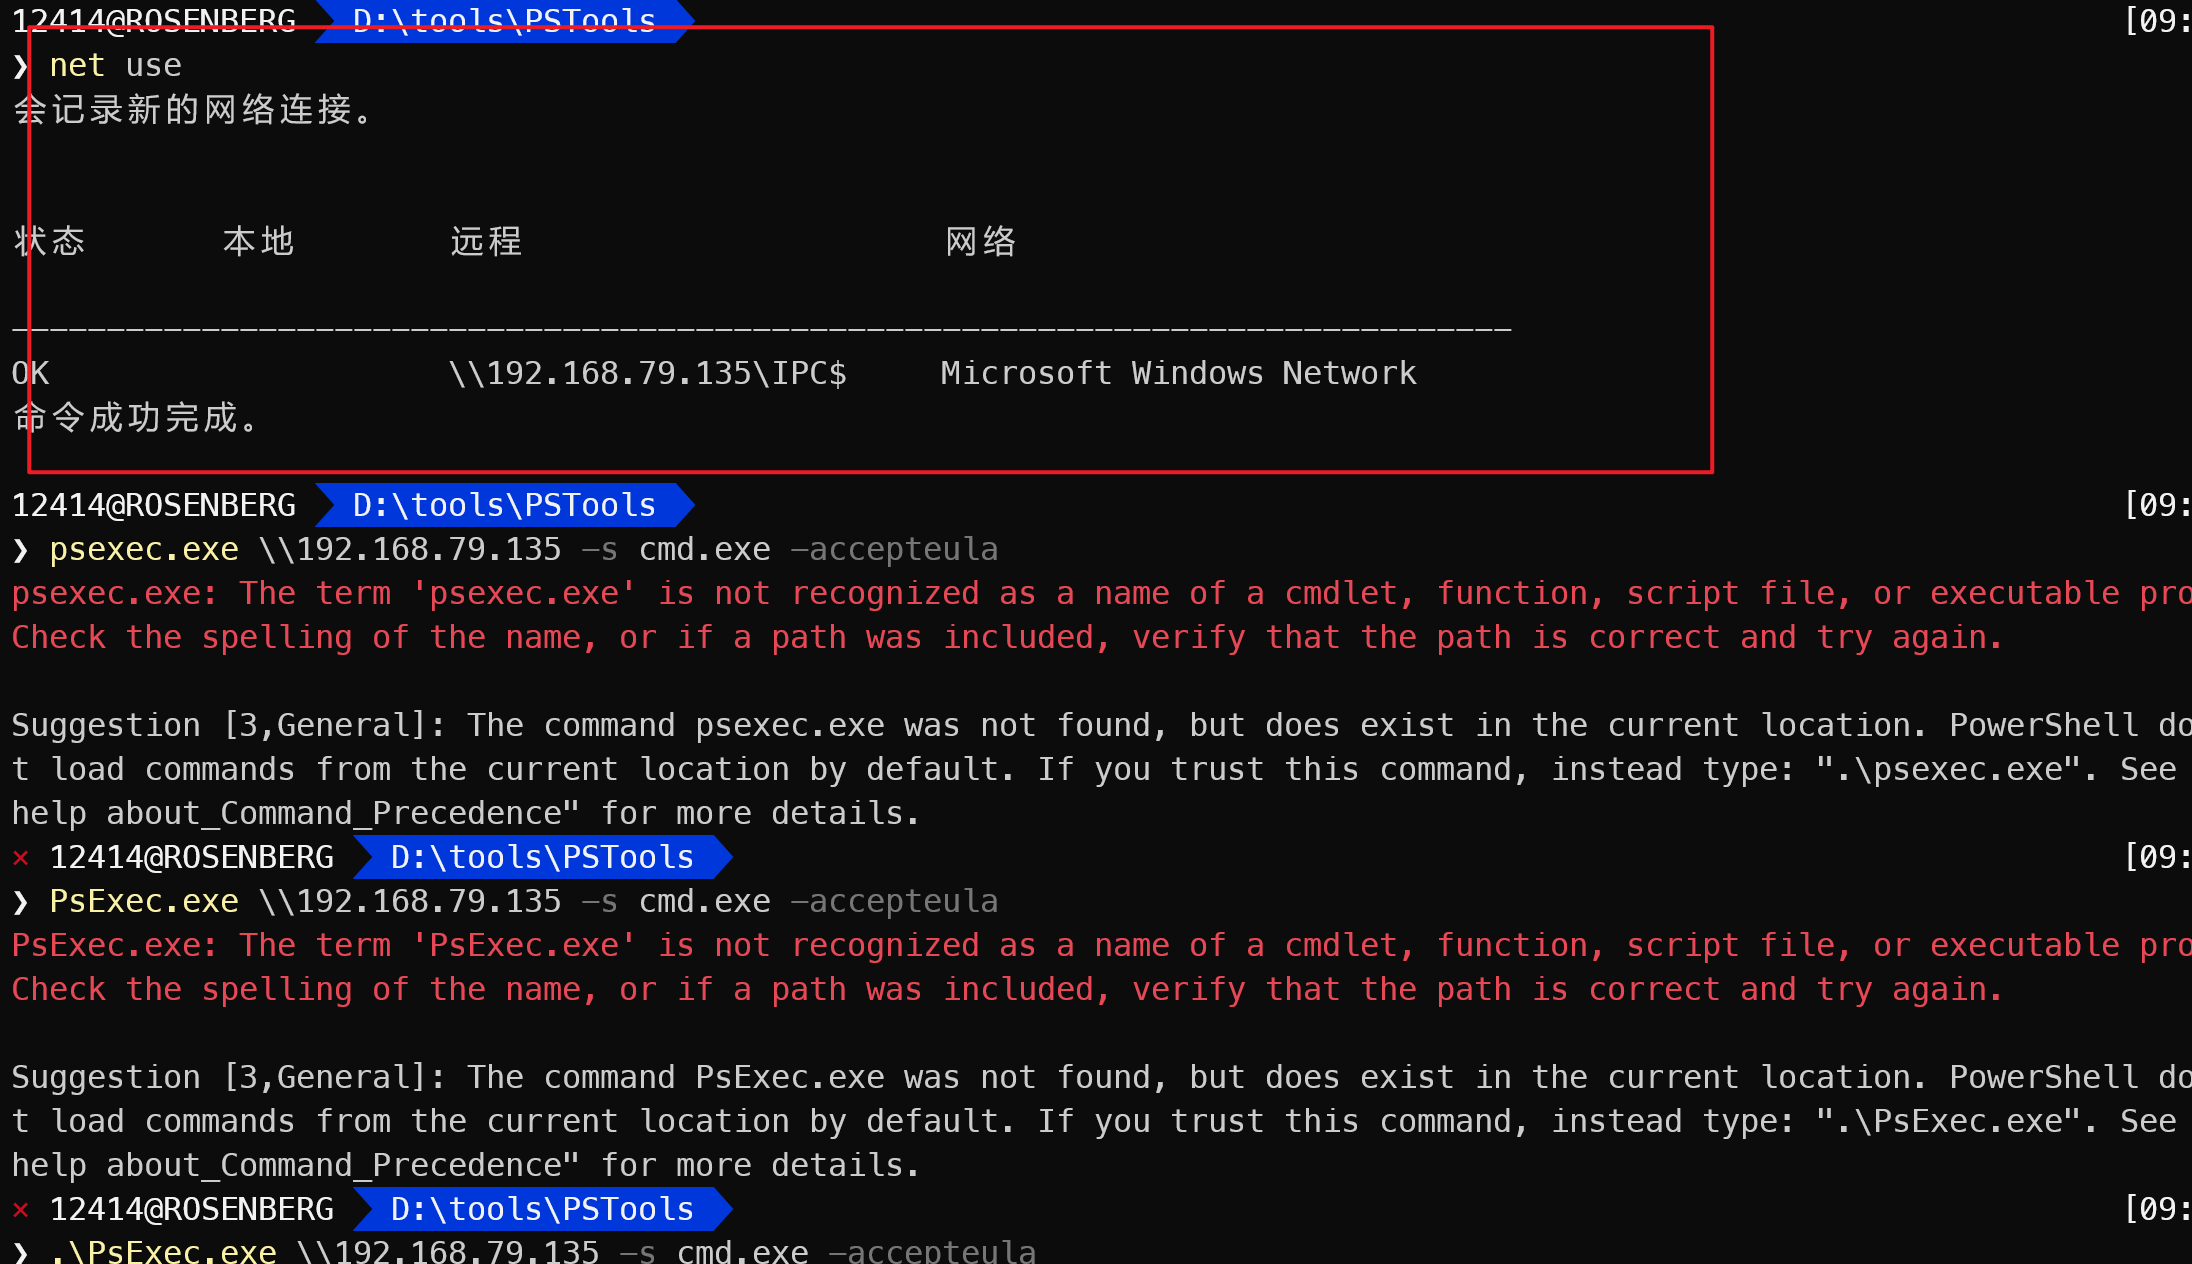 12414@ROSENBERG D:\tools\PSTools [09:
❯ net use
会记录新的网络连接。
状态 本地 远程 网络
-------------------------------------------------------------------------------
OK \\192.168.79.135\IPC$ Microsoft Windows Network
命令成功完成。
12414@ROSENBERG D:\tools\PSTools [09:
❯ psexec.exe \\192.168.79.135 -s cmd.exe -accepteula
psexec.exe: The term 'psexec.exe' is not recognized as a name of a cmdlet, function, script file, or executable pro
Check the spelling of the name, or if a path was included, verify that the path is correct and try again.
Suggestion [3,General]: The command psexec.exe was not found, but does exist in the current location. PowerShell do
t load commands from the current location by default. If you trust this command, instead type: ".\psexec.exe". See
help about_Command_Precedence" for more details.
× 12414@ROSENBERG D:\tools\PSTools [09:
❯ PsExec.exe \\192.168.79.135 -s cmd.exe -accepteula
PsExec.exe: The term 'PsExec.exe' is not recognized as a name of a cmdlet, function, script file, or executable pro
Check the spelling of the name, or if a path was included, verify that the path is correct and try again.
Suggestion [3,General]: The command PsExec.exe was not found, but does exist in the current location. PowerShell do
t load commands from the current location by default. If you trust this command, instead type: ".\PsExec.exe". See
help about_Command_Precedence" for more details.
× 12414@ROSENBERG D:\tools\PSTools [09:
❯ .\PsExec.exe \\192.168.79.135 -s cmd.exe -accepteula